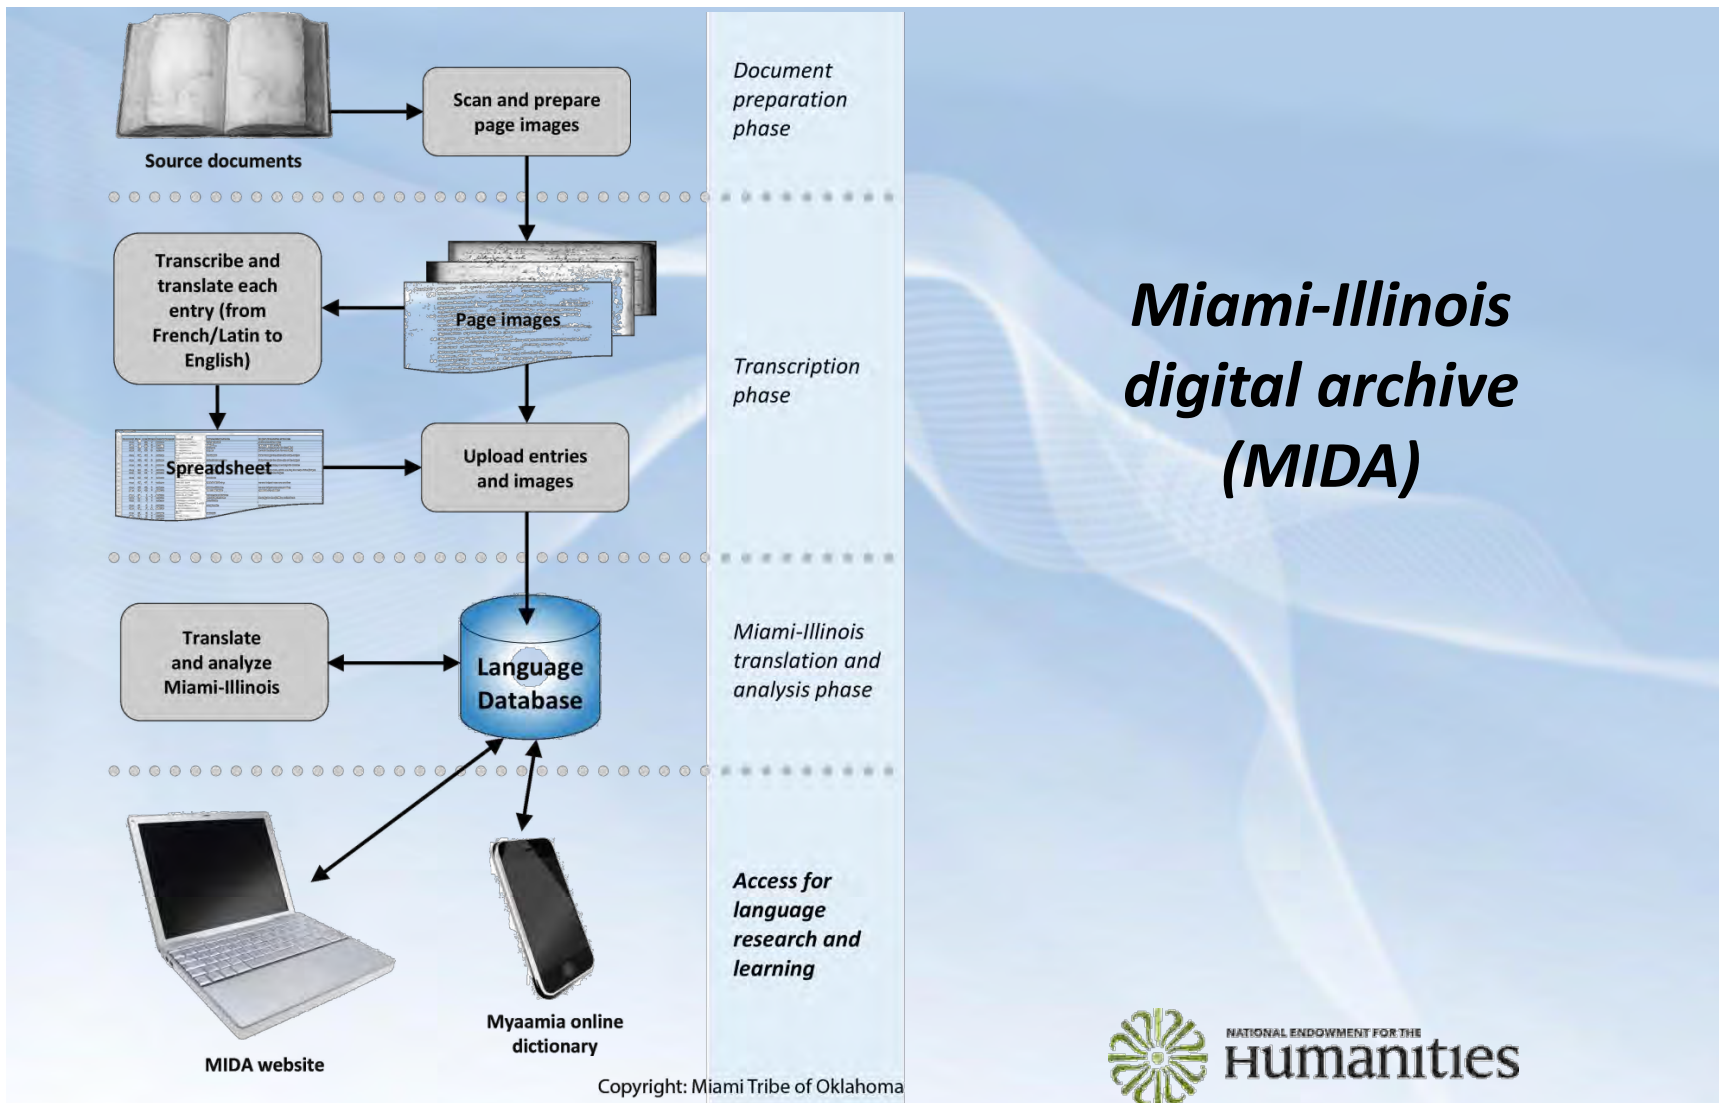 Source documents
Scan and prepare
page images
Document
preparation
phase
Transcribe and
translate each
entry (from
French/Latin to
English)
Page images
Spreadsheet
Upload entries
and images
Transcription
phase
Translate
and analyze
Miami-Illinois
Language
Database
Miami-Illinois
translation and
analysis phase
MIDA website
Myaamia online
dictionary
Access for
language
research and
learning
Copyright: Miami Tribe of Oklahoma
Miami-Illinois
digital archive
(MIDA)
NATIONAL ENDOWMENT FOR THE
Humanities